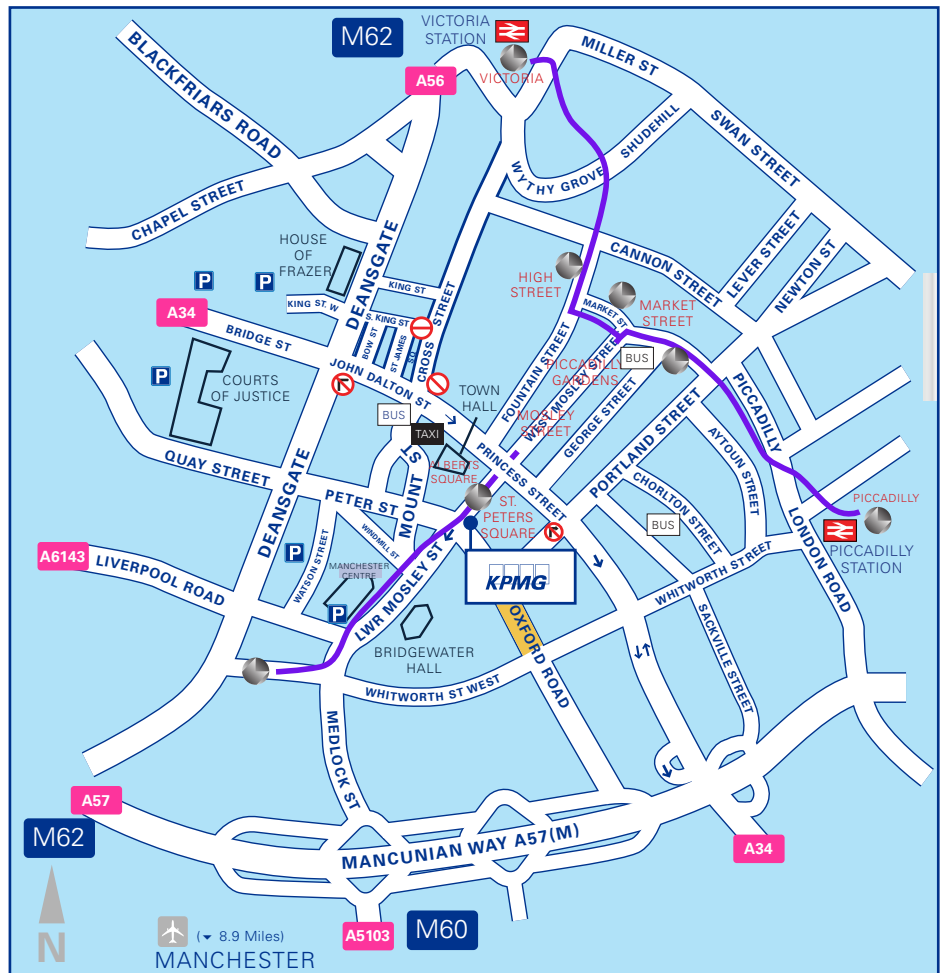 VICTORIA
STATION
M62
VICTORIA
MILLER ST
A56
BLACKFRIARS ROAD
SHUDEHILL
SWAN STREET
WYTHY GROVE
CHAPEL STREET
HOUSE
OF
FRAZER
DEANSGATE
CANNON STREET
LEVER STREET
NEWTON ST
P
P
HIGH
STREET
KING ST
KING ST. W
MARKET ST
MARKET
STREET
A34
S. KING ST
CROSS STREET
BRIDGE ST
BOW ST
ST JAMES
SQ
FOUNTAIN STREET
WEST MOSLEY STREET
PICCADILLY
GARDENS
BUS
P
COURTS
OF JUSTICE
JOHN DALTON ST
TOWN
HALL
PICCADILLY
BUS
TAXI
MOSLEY
STREET
GEORGE STREET
PORTLAND STREET
AYTOUN STREET
QUAY STREET
ALBERTS
SQUARE
PRINCESS STREET
MOUNT ST
PETER ST
CHORLTON STREET
ST.
PETERS
SQUARE
PICCADILLY
DEANSGATE
WINDMILL ST
BUS
LONDON ROAD
PICCADILLY
STATION
A6143
LIVERPOOL ROAD
P
WATSON STREET
MANCHESTER
CENTRE
P
LWR MOSLEY ST
KPMG
WHITWORTH STREET
OXFORD ROAD
SACKVILLE STREET
BRIDGEWATER
HALL
WHITWORTH ST WEST
MEDLOCK ST
A57
M62
MANCUNIAN WAY A57(M)
A34
N
(8.9 Miles)
MANCHESTER
A5103
M60